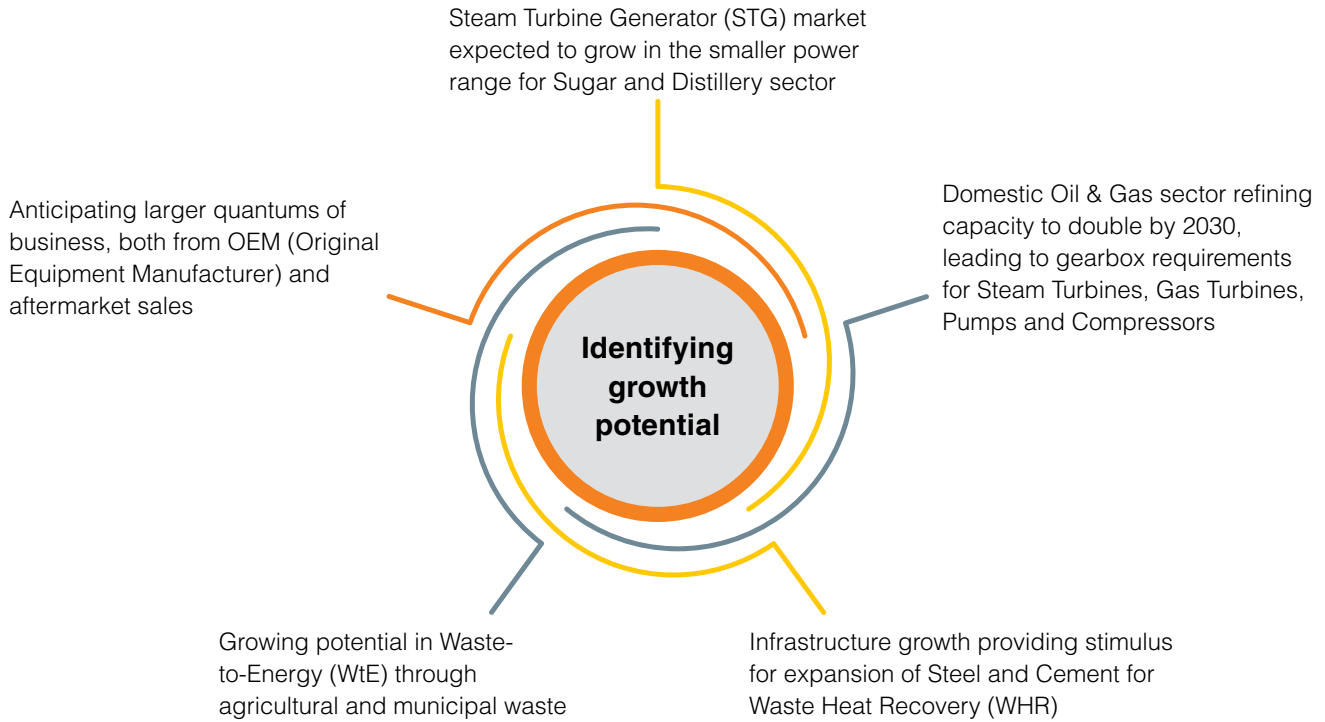 Steam Turbine Generator (STG) market
expected to grow in the smaller power
range for Sugar and Distillery sector
Domestic Oil & Gas sector refining
capacity to double by 2030,
leading to gearbox requirements
for Steam Turbines, Gas Turbines,
Pumps and Compressors
Anticipating larger quantums of
business, both from OEM (Original
Equipment Manufacturer) and
aftermarket sales
Identifying
growth
potential
Growing potential in Waste-
to-Energy (WtE) through
agricultural and municipal waste
Infrastructure growth providing stimulus
for expansion of Steel and Cement for
Waste Heat Recovery (WHR)